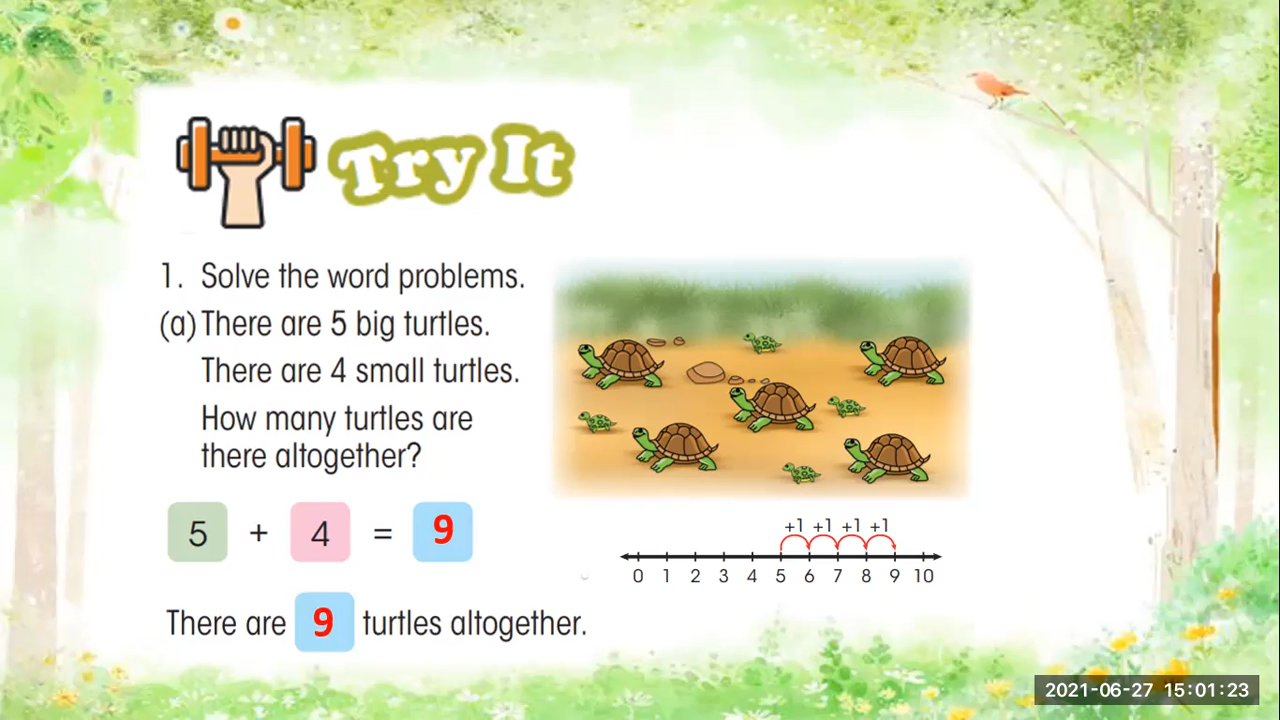 Try It
1. Solve the word problems.
(a) There are 5 big turtles.
There are 4 small turtles.
How many turtles are
there altogether?
5 + 4 = 9
+1 +1 +1 +1
0 1 2 3 4 5 6 7 8 9 10
There are 9 turtles altogether.
2021-06-27 15:01:23